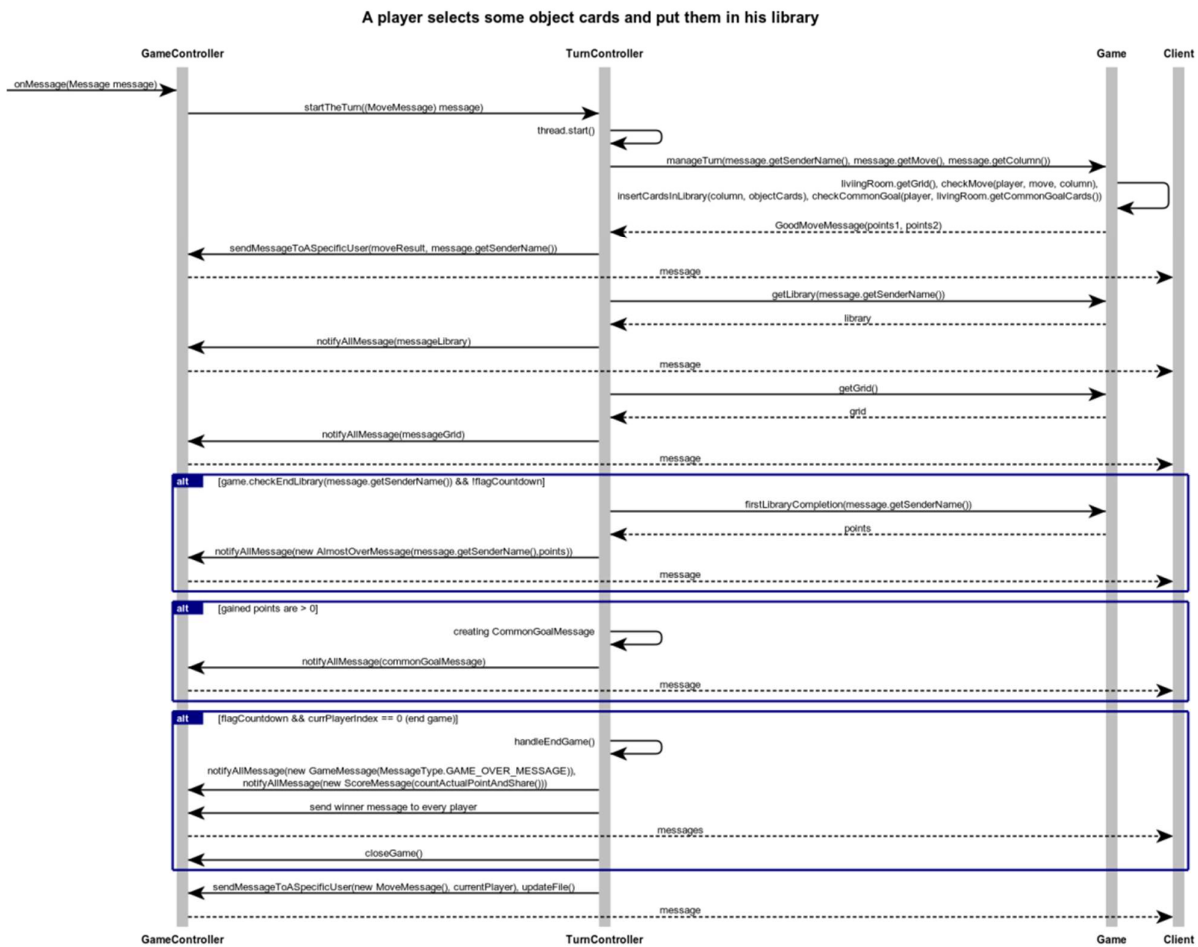 A player selects some object cards and put them in his library
GameController TurnController Game Client
onMessage(Message message)
startTheTurn((MoveMessage) message)
thread.start()
manageTurn(message.getSenderName(), message.getMove(), message.getColumn())
liviingRoom.getGrid(), checkMove(player, move, column),
insertCardsInLibrary(column, objectCards), checkCommonGoal(player, livingRoom.getCommonGoalCards())
GoodMoveMessage(points1, points2)
sendMessageToASpecificUser(moveResult, message.getSenderName())
message
getLibrary(message.getSenderName())
library
notifyAllMessage(messageLibrary)
message
getGrid()
grid
notifyAllMessage(messageGrid)
message
alt [game.checkEndLibrary(message.getSenderName()) && !flagCountdown]
firstLibraryCompletion(message.getSenderName())
points
notifyAllMessage(new AlmostOverMessage(message.getSenderName(),points))
message
alt [gained points are > 0]
creating CommonGoalMessage
notifyAllMessage(commonGoalMessage)
message
alt [flagCountdown && currPlayerIndex == 0 (end game)]
handleEndGame()
notifyAllMessage(new GameMessage(MessageType.GAME_OVER_MESSAGE)),
notifyAllMessage(new ScoreMessage(countActualPointAndShare()))
send winner message to every player
messages
closeGame()
sendMessageToASpecificUser(new MoveMessage(), currentPlayer), updateFile()
message
GameController TurnController Game Client